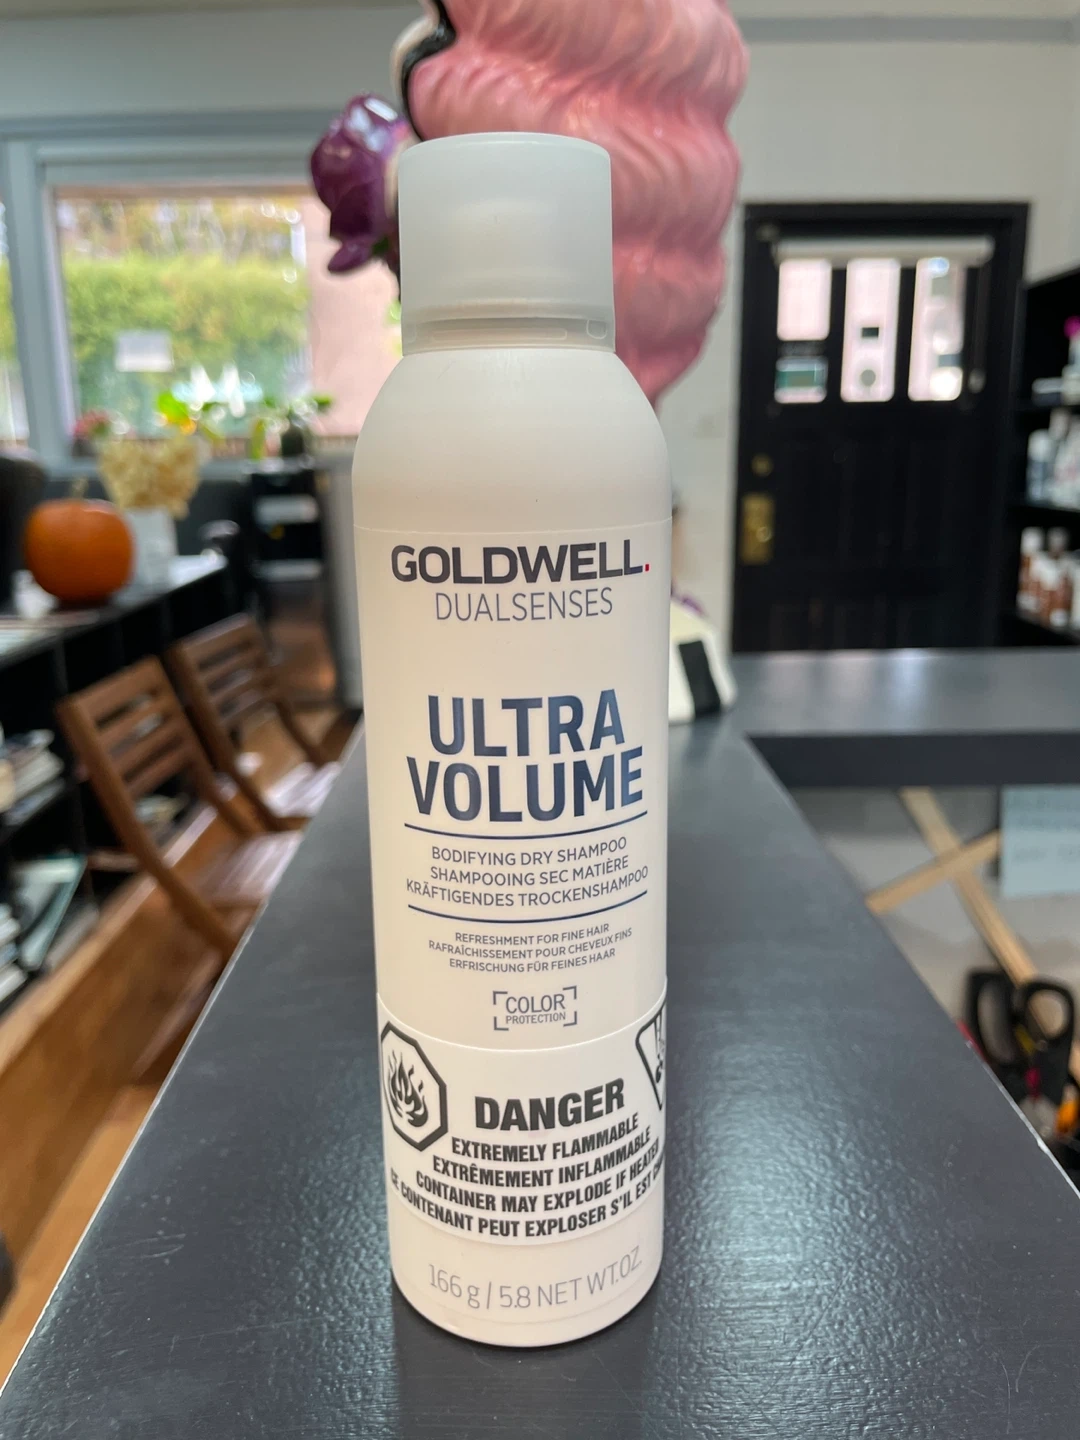 GOLDWELL.
DUALSENSES
ULTRA
VOLUME
BODIFYING DRY SHAMPOO
SHAMPOOING SEC MATIÈRE
KRÄFTIGENDES TROCKENSHAMPOO
REFRESHMENT FOR FINE HAIR
RAFRAÎCHISSEMENT POUR CHEVEUX FINS
ERFRISCHUNG FÜR FEINES HAAR
COLOR
PROTECTION
DANGER
EXTREMELY FLAMMABLE
EXTRÊMEMENT INFLAMMABLE
CONTAINER MAY EXPLODE IF HEATED
CE CONTENANT PEUT EXPLOSER S'IL EST
166 g / 5.8 NET WT.OZ.